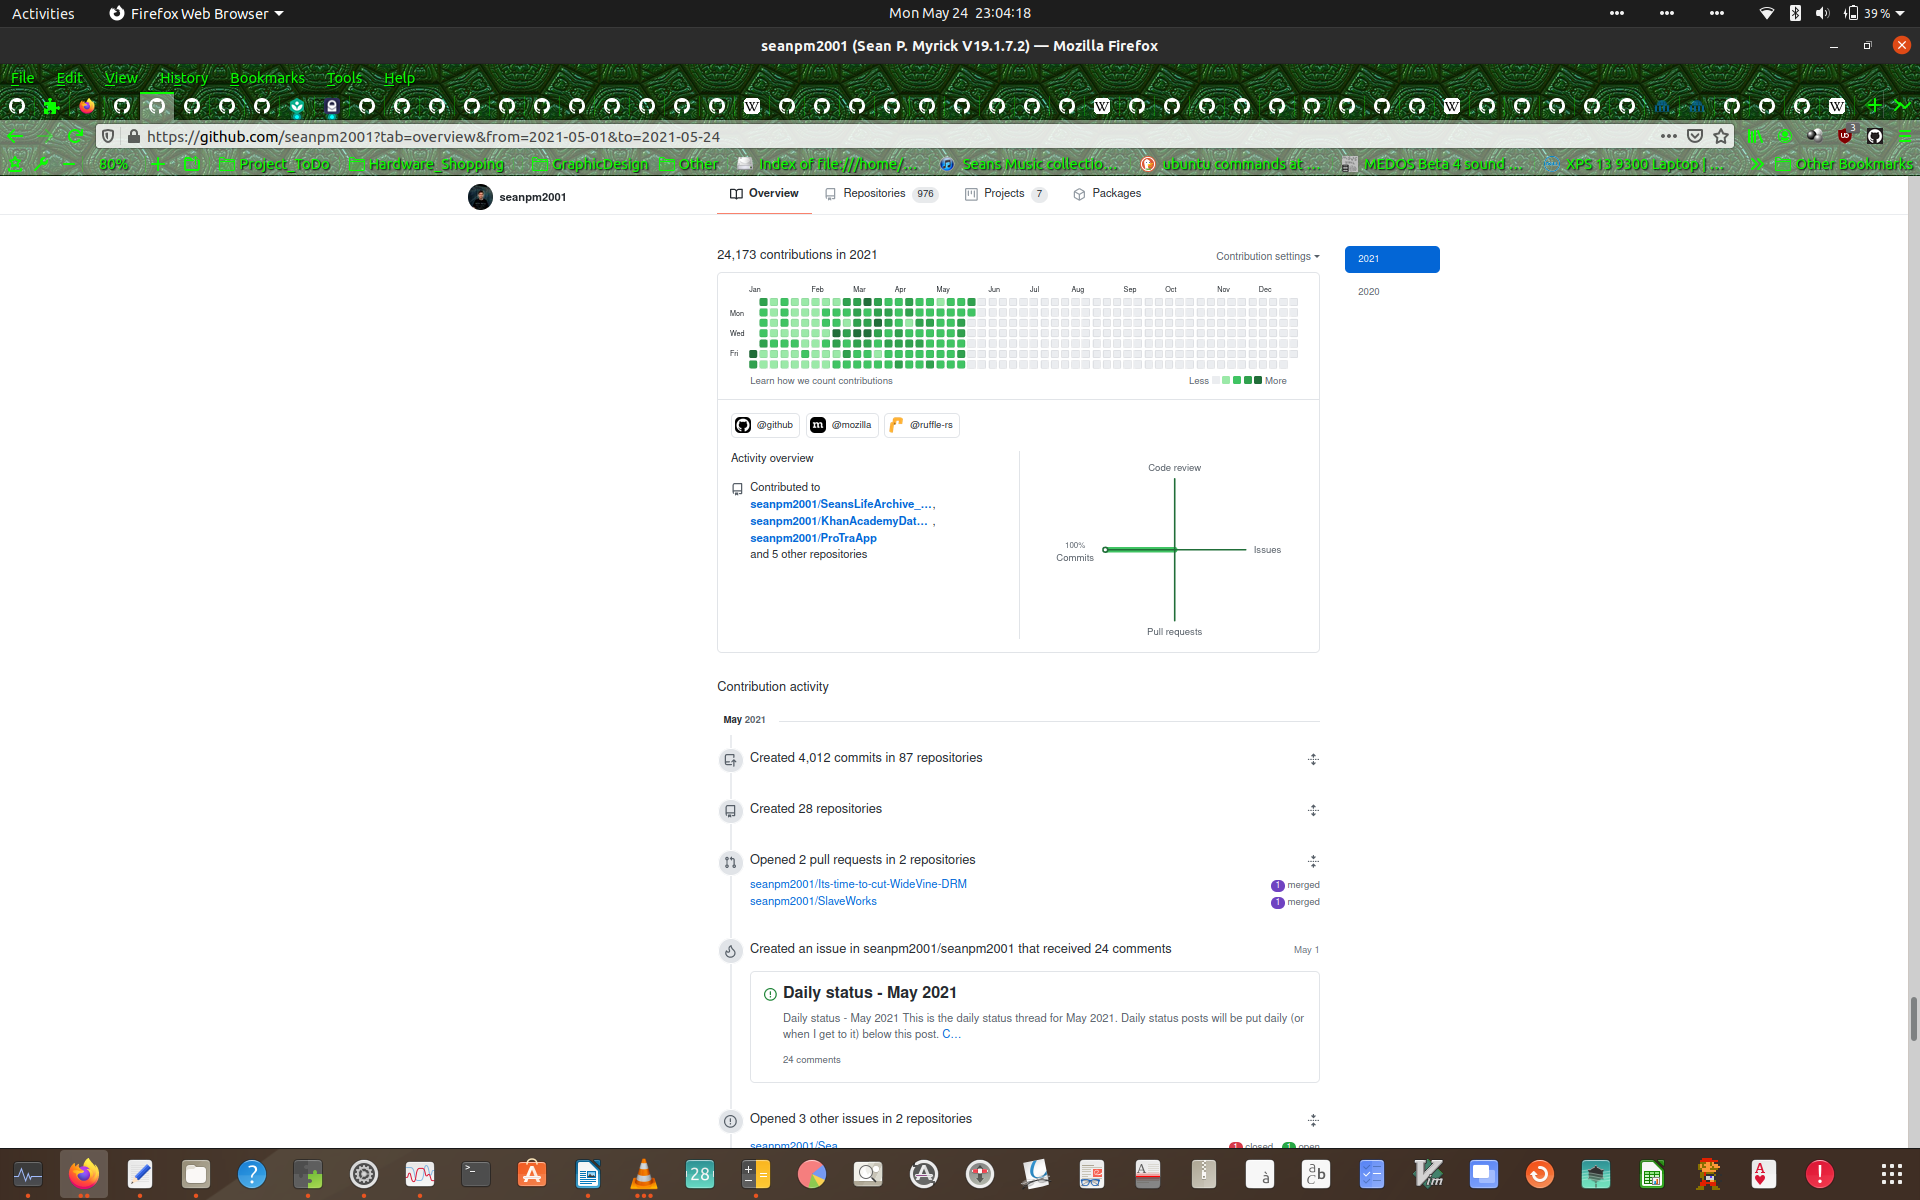 Activities
Firefox Web Browser
Mon May 24 23:04:18
39 %
seanpm2001 (Sean P. Myrick V19.1.7.2) — Mozilla Firefox
File Edit View History Bookmarks Tools Help
https://github.com/seanpm2001?tab=overview&from=2021-05-01&to=2021-05-24
3
80%
Project_ToDo
Hardware_Shopping
GraphicDesign
Other
Index of file:///home/…
Seans Music collectio…
ubuntu commands at …
MEDOS Beta 4 sound …
XPS 13 9300 Laptop | …
Other Bookmarks
seanpm2001
Overview
Repositories 976
Projects 7
Packages
24,173 contributions in 2021
Contribution settings
2021
2020
Jan Feb Mar Apr May Jun Jul Aug Sep Oct Nov Dec
Mon
Wed
Fri
Learn how we count contributions
Less More
@github
@mozilla
@ruffle-rs
Activity overview
Contributed to
seanpm2001/SeansLifeArchive_…,
seanpm2001/KhanAcademyDat… ,
seanpm2001/ProTraApp
and 5 other repositories
Code review
100%
Commits
Issues
Pull requests
Contribution activity
May 2021
Created 4,012 commits in 87 repositories
Created 28 repositories
Opened 2 pull requests in 2 repositories
seanpm2001/Its-time-to-cut-WideVine-DRM 1 merged
seanpm2001/SlaveWorks 1 merged
Created an issue in seanpm2001/seanpm2001 that received 24 comments May 1
Daily status - May 2021
Daily status - May 2021 This is the daily status thread for May 2021. Daily status posts will be put daily (or
when I get to it) below this post. C…
24 comments
Opened 3 other issues in 2 repositories
seanpm2001/Sea 1 closed 1 open
28